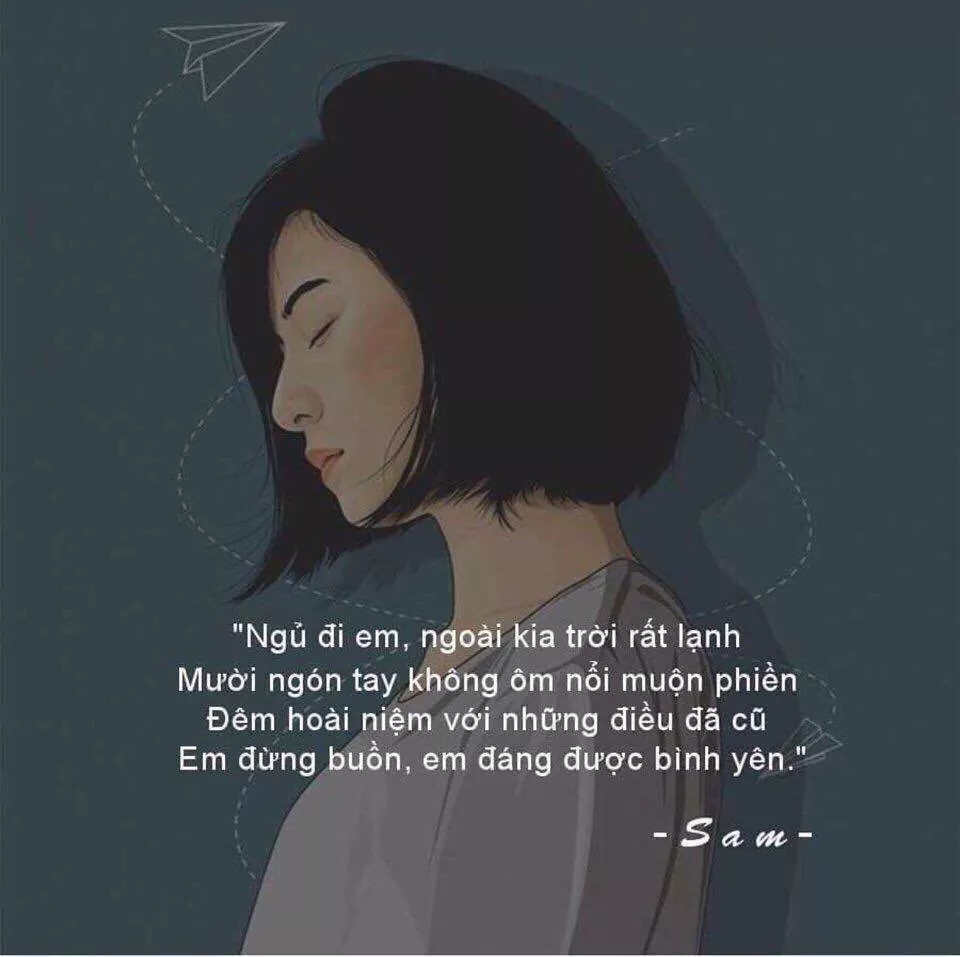 "Ngủ đi em, ngoài kia trời rất lạnh
Mười ngón tay không ôm nổi muộn phiền
Đêm hoài niệm với những điều đã cũ
Em đừng buồn, em đáng được bình yên."
- Sam -